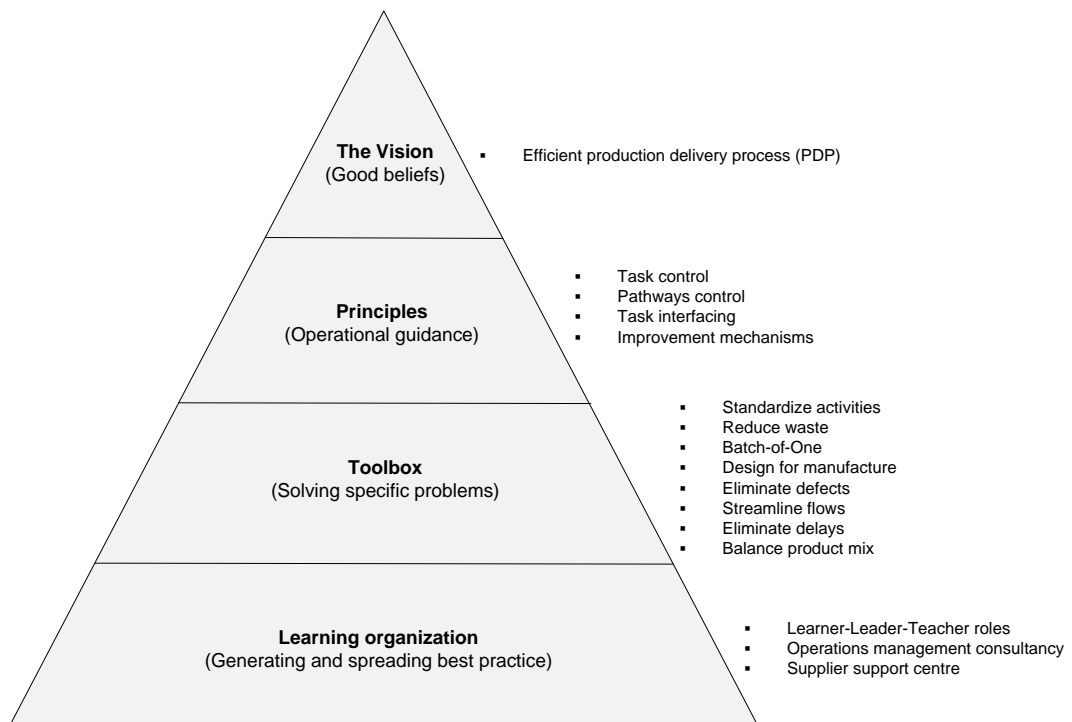 The Vision
(Good beliefs)
▪ Efficient production delivery process (PDP)
Principles
(Operational guidance)
▪ Task control
▪ Pathways control
▪ Task interfacing
▪ Improvement mechanisms
Toolbox
(Solving specific problems)
▪ Standardize activities
▪ Reduce waste
▪ Batch-of-One
▪ Design for manufacture
▪ Eliminate defects
▪ Streamline flows
▪ Eliminate delays
▪ Balance product mix
Learning organization
(Generating and spreading best practice)
▪ Learner-Leader-Teacher roles
▪ Operations management consultancy
▪ Supplier support centre